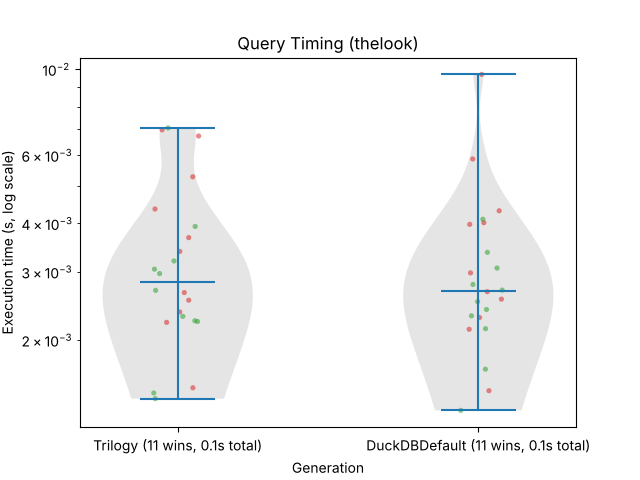 Query Timing (thelook)
Execution time (s, log scale)
10⁻²
6 × 10⁻³
4 × 10⁻³
3 × 10⁻³
2 × 10⁻³
Trilogy (11 wins, 0.1s total)
DuckDBDefault (11 wins, 0.1s total)
Generation